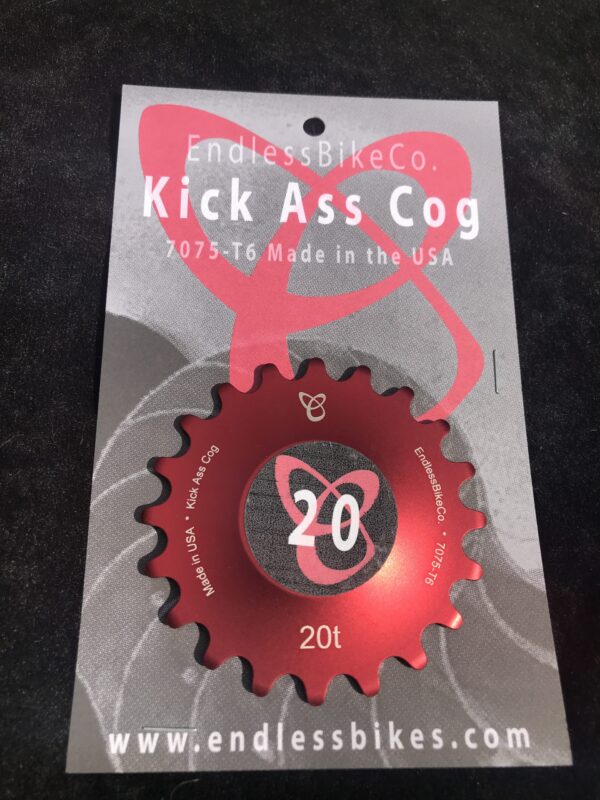 EndlessBikeCo.
Kick Ass Cog
7075-T6 Made in the USA
Made in USA • Kick Ass Cog
EndlessBikeCo. • 7075-T6
20
20t
www.endlessbikes.com